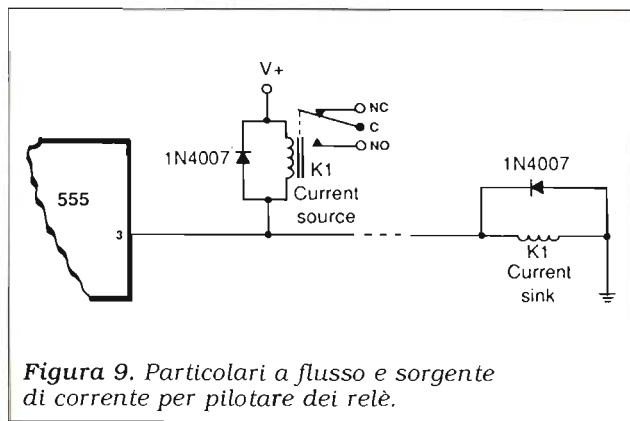 V+
NC
C
NO
1N4007
K1
Current
source
555
3
1N4007
K1
Current
sink
Figura 9. Particolari a flusso e sorgente
di corrente per pilotare dei relè.